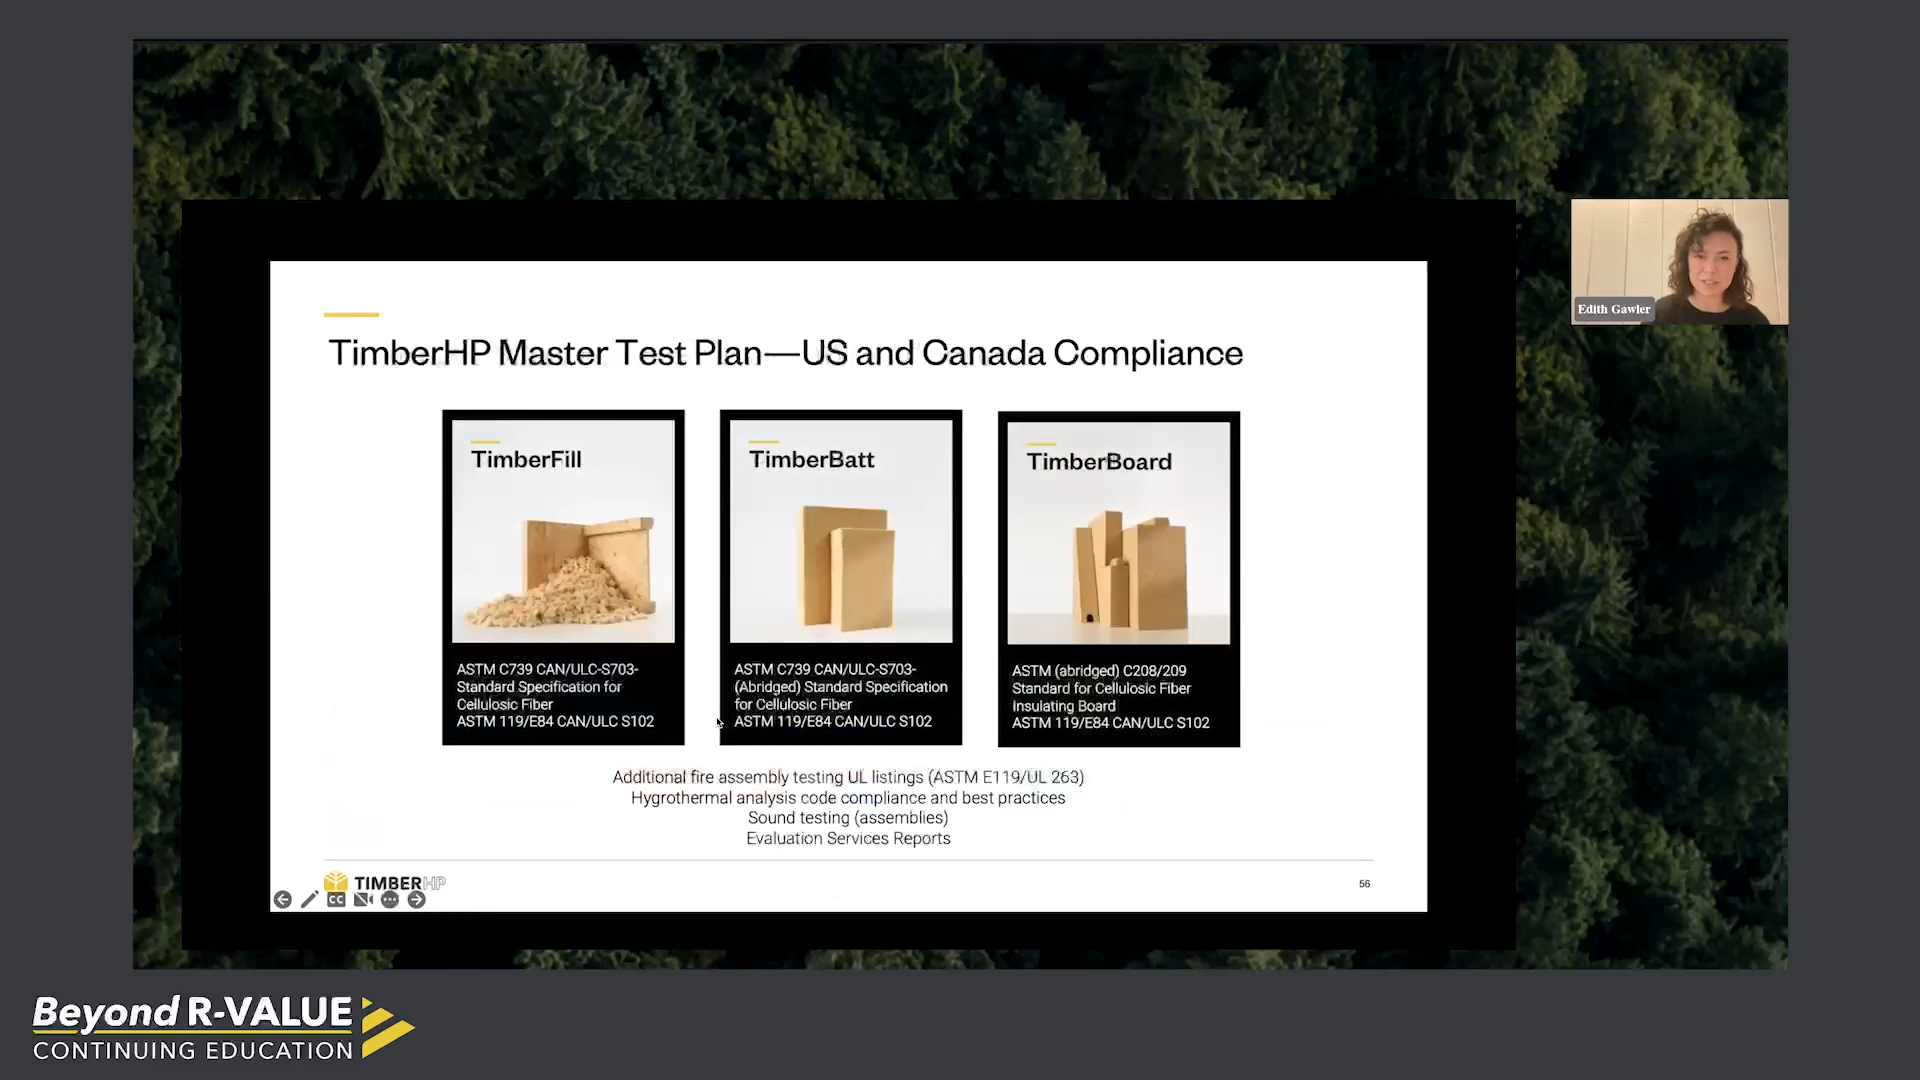 Edith Gawler
TimberHP Master Test Plan—US and Canada Compliance
TimberFill
ASTM C739 CAN/ULC-S703-
Standard Specification for
Cellulosic Fiber
ASTM 119/E84 CAN/ULC S102
TimberBatt
ASTM C739 CAN/ULC-S703-
(Abridged) Standard Specification
for Cellulosic Fiber
ASTM 119/E84 CAN/ULC S102
TimberBoard
ASTM (abridged) C208/209
Standard for Cellulosic Fiber
Insulating Board
ASTM 119/E84 CAN/ULC S102
Additional fire assembly testing UL listings (ASTM E119/UL 263)
Hygrothermal analysis code compliance and best practices
Sound testing (assemblies)
Evaluation Services Reports
TIMBERHP
56
CC
Beyond R-VALUE
CONTINUING EDUCATION